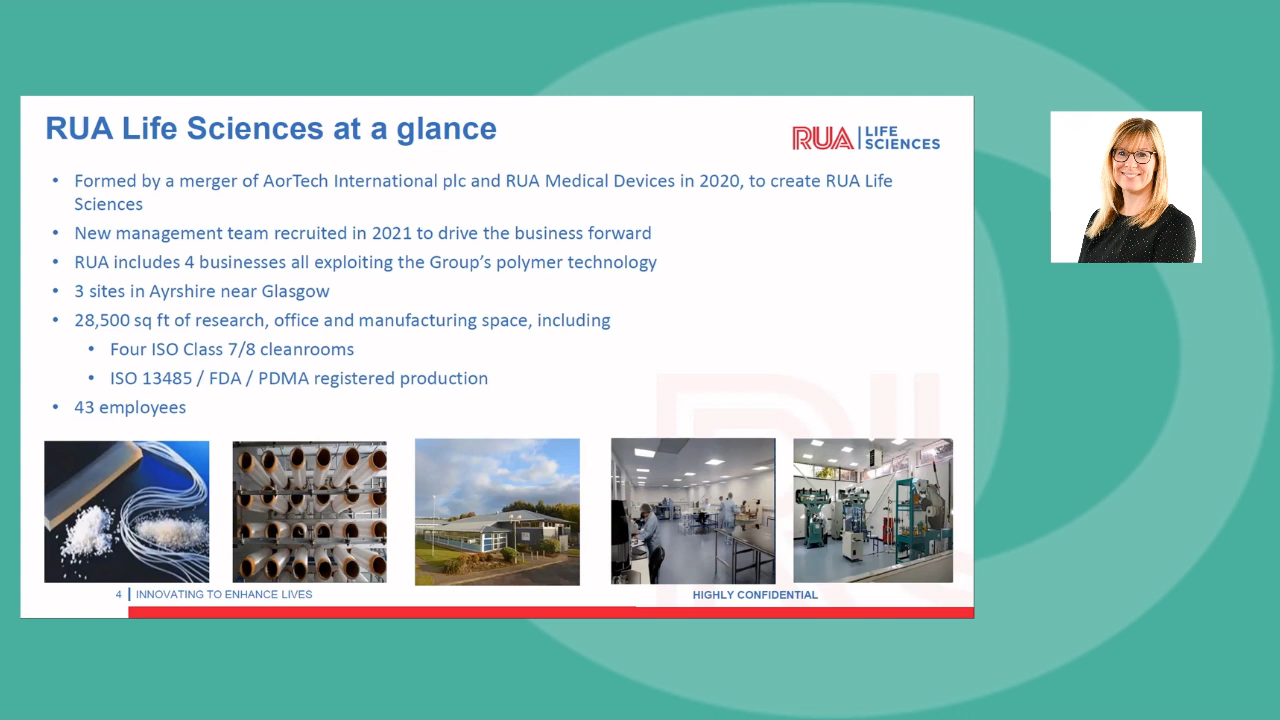 RUA Life Sciences at a glance
RUA LIFE SCIENCES
• Formed by a merger of AorTech International plc and RUA Medical Devices in 2020, to create RUA Life
Sciences
• New management team recruited in 2021 to drive the business forward
• RUA includes 4 businesses all exploiting the Group’s polymer technology
• 3 sites in Ayrshire near Glasgow
• 28,500 sq ft of research, office and manufacturing space, including
• Four ISO Class 7/8 cleanrooms
• ISO 13485 / FDA / PDMA registered production
• 43 employees
4 | INNOVATING TO ENHANCE LIVES
HIGHLY CONFIDENTIAL